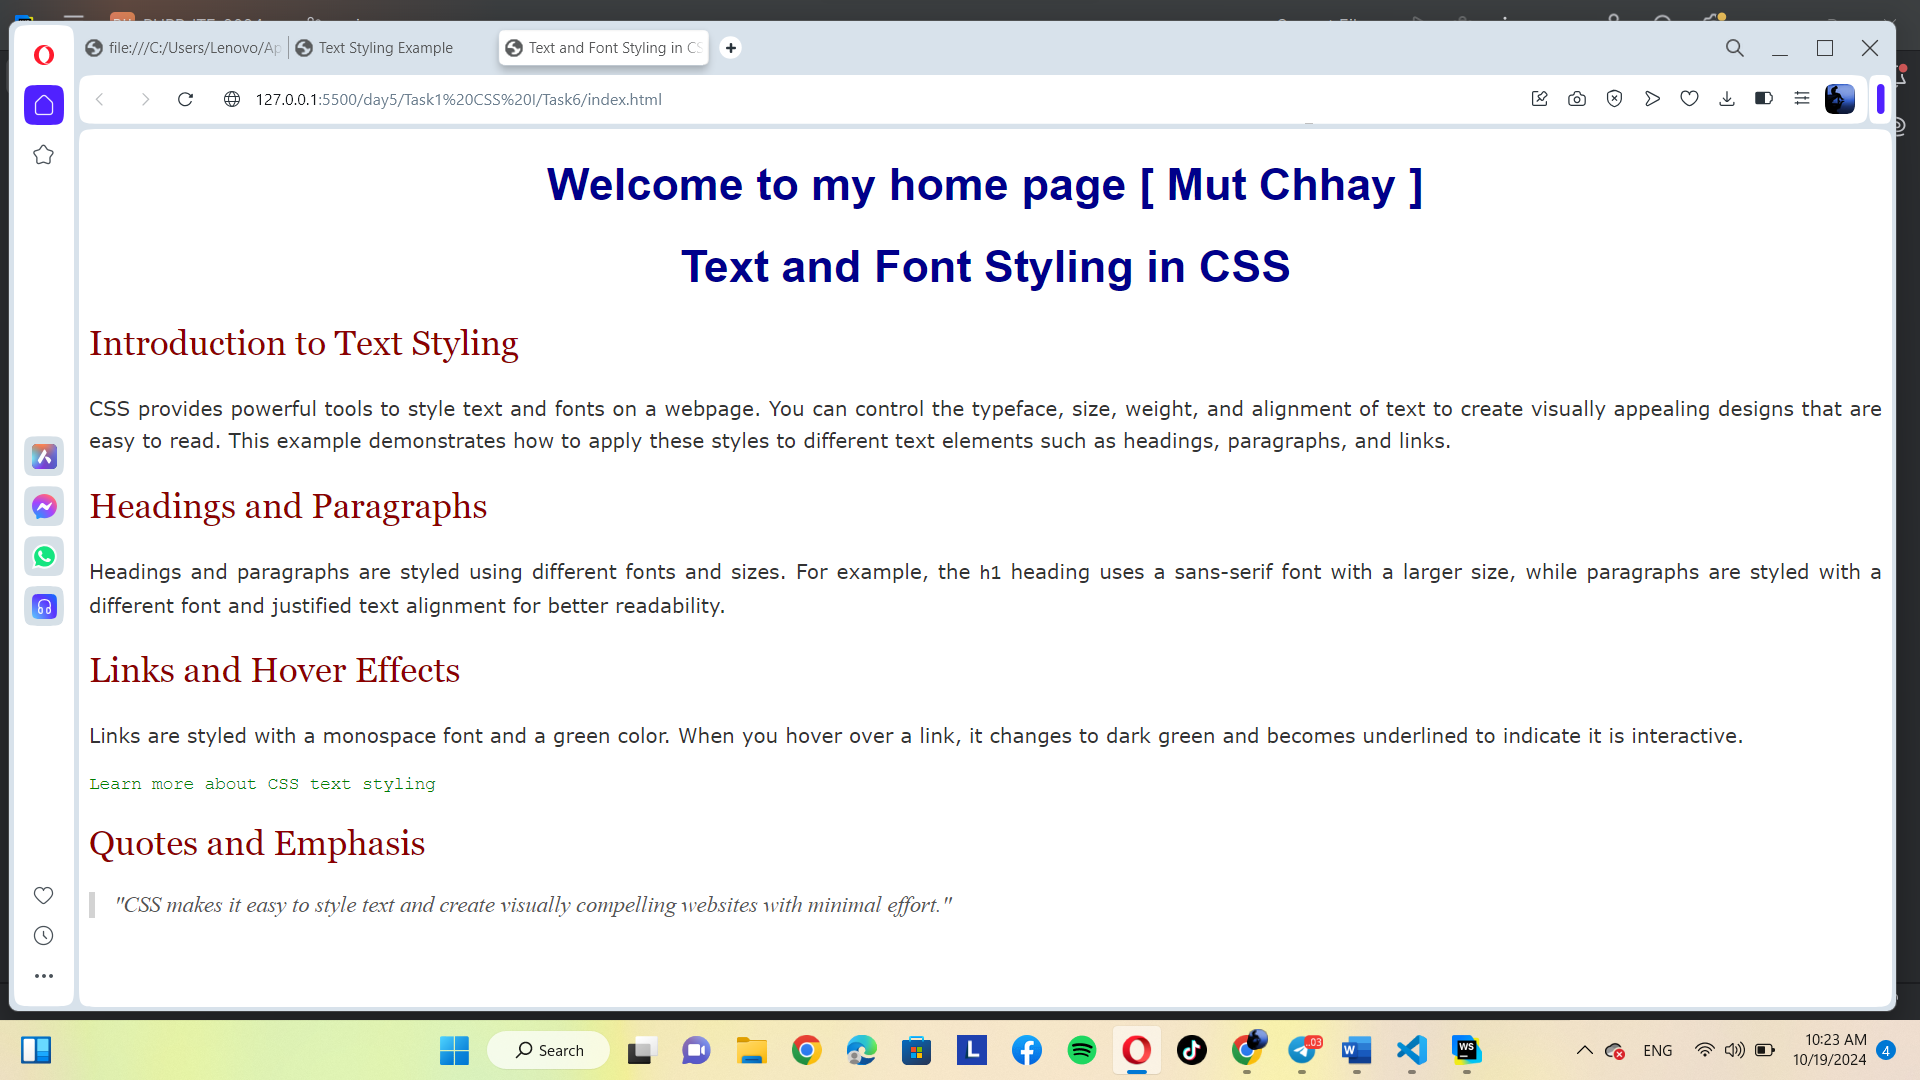 file:///C:/Users/Lenovo/Ap
Text Styling Example
Text and Font Styling in CS
127.0.0.1:5500/day5/Task1%20CSS%20I/Task6/index.html
Welcome to my home page [ Mut Chhay ]
Text and Font Styling in CSS
Introduction to Text Styling
CSS provides powerful tools to style text and fonts on a webpage. You can control the typeface, size, weight, and alignment of text to create visually appealing designs that are
easy to read. This example demonstrates how to apply these styles to different text elements such as headings, paragraphs, and links.
Headings and Paragraphs
Headings and paragraphs are styled using different fonts and sizes. For example, the h1 heading uses a sans-serif font with a larger size, while paragraphs are styled with a
different font and justified text alignment for better readability.
Links and Hover Effects
Links are styled with a monospace font and a green color. When you hover over a link, it changes to dark green and becomes underlined to indicate it is interactive.
Learn more about CSS text styling
Quotes and Emphasis
"CSS makes it easy to style text and create visually compelling websites with minimal effort."
Search
L
..03
W
WS
ENG
10:23 AM
10/19/2024
4